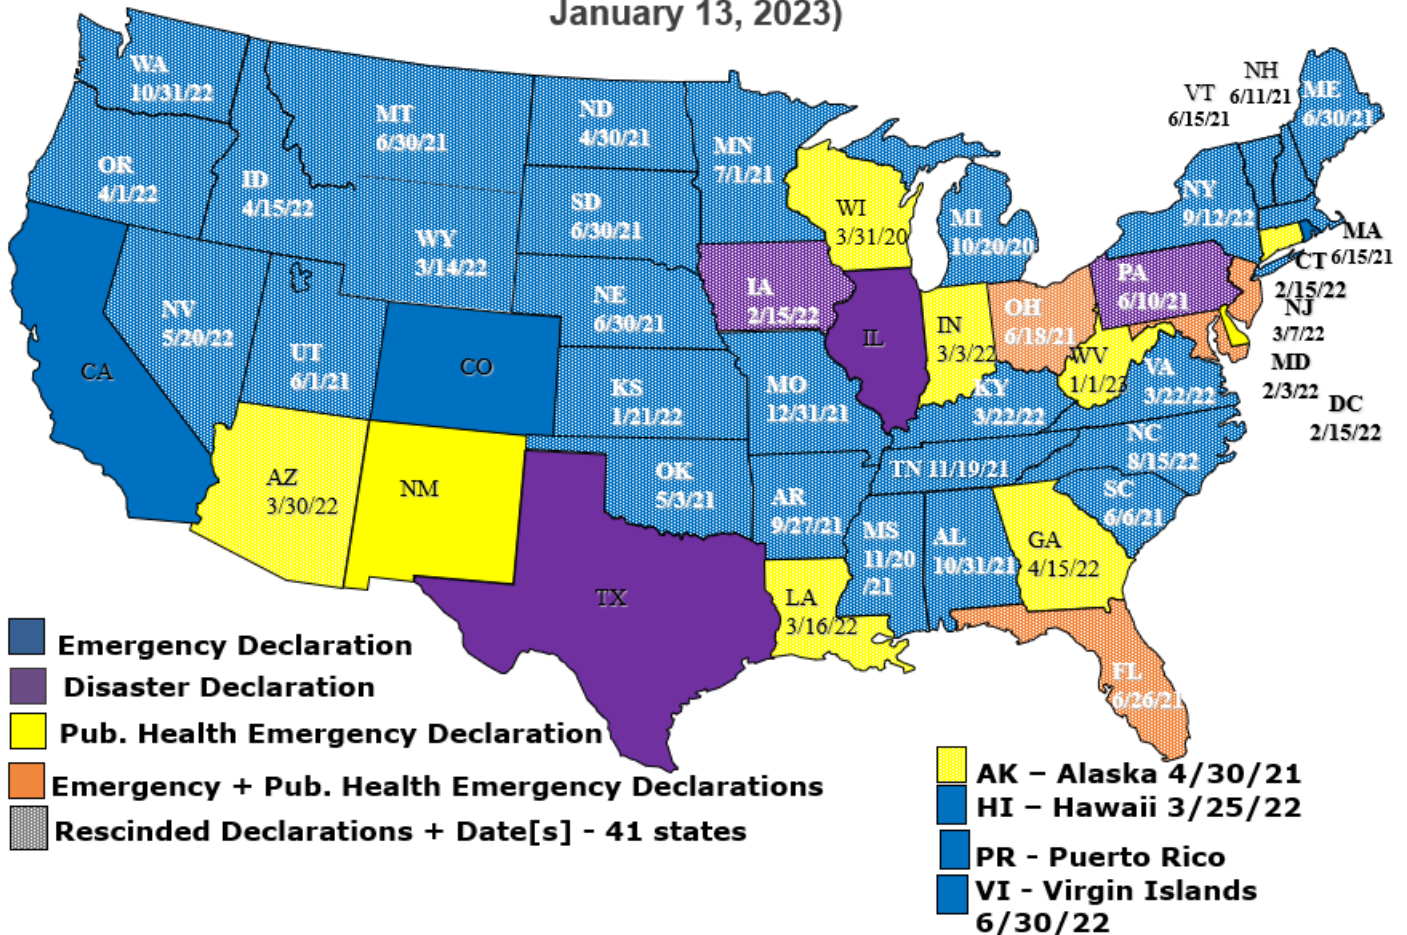 January 13, 2023)
WA
10/31/22
MT
6/30/21
ND
4/30/21
MN
7/1/21
VT
6/15/21
NH
6/11/21
ME
6/30/21
OR
4/1/22
ID
4/15/22
SD
6/30/21
WI
3/31/20
MI
10/20/20
NY
9/12/22
MA
6/15/21
WY
3/14/22
CT
2/15/22
NV
5/20/22
NE
6/30/21
IA
2/15/22
PA
6/10/21
NJ
3/7/22
UT
6/1/21
CO
CA
IL
IN
3/3/22
OH
6/18/21
WV
1/1/23
VA
3/22/22
MD
2/3/22
DC
2/15/22
KS
1/21/22
MO
12/31/21
KY
3/22/22
NC
8/15/22
AZ
3/30/22
NM
OK
5/3/21
AR
9/27/21
TN 11/19/21
SC
6/6/21
MS
11/20
/21
AL
10/31/21
GA
4/15/22
TX
LA
3/16/22
FL
6/26/21
Emergency Declaration
Disaster Declaration
Pub. Health Emergency Declaration
Emergency + Pub. Health Emergency Declarations
Rescinded Declarations + Date[s] - 41 states
AK – Alaska 4/30/21
HI – Hawaii 3/25/22
PR - Puerto Rico
VI - Virgin Islands
6/30/22